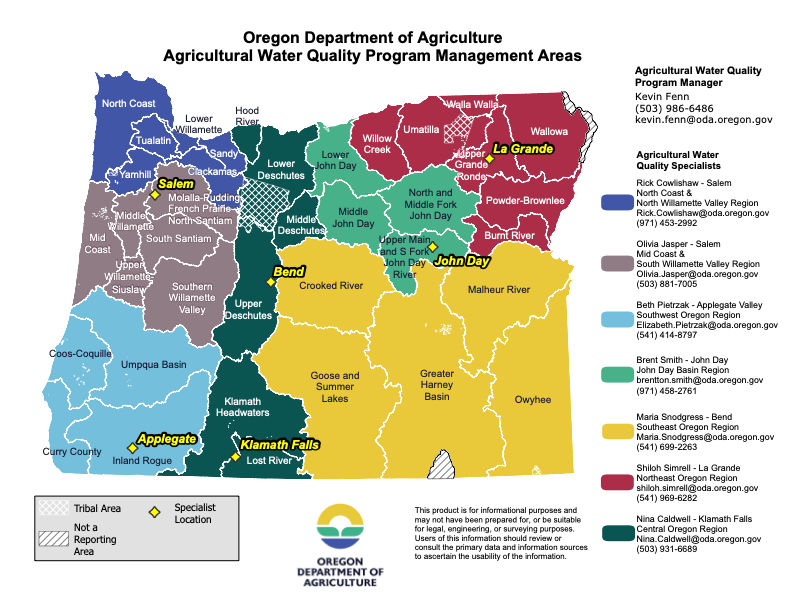 Oregon Department of Agriculture
Agricultural Water Quality Program Management Areas
Agricultural Water Quality
Program Manager
Kevin Fenn
(503) 986-6486
kevin.fenn@oda.oregon.gov
North Coast
Lower
Willamette
Hood
River
Tualatin
Sandy
Clackamas
Yamhill
Lower
Deschutes
Lower
John Day
Willow
Creek
Umatilla
Walla Walla
Wallowa
La Grande
Upper
Grande
Ronde
Salem
Molalla-Pudding
French Prairie
North-Santiam
Middle
Willamette
South Santiam
Mid
Coast
Upper
Willamette
Siuslaw
Southern
Willamette
Valley
Middle
Deschutes
Middle
John Day
North and
Middle Fork
John Day
Powder-Brownlee
Burnt River
Upper Main
and S Fork
John Day
River
John Day
Bend
Crooked River
Malheur River
Upper
Deschutes
Coos-Coquille
Umpqua Basin
Goose and
Summer
Lakes
Greater
Harney
Basin
Owyhee
Klamath
Headwaters
Curry County
Applegate
Inland Rogue
Klamath Falls
Lost River
Agricultural Water
Quality Specialists
Rick Cowlishaw - Salem
North Coast &
North Willamette Valley Region
Rick.Cowlishaw@oda.oregon.gov
(971) 453-2992
Olivia Jasper - Salem
Mid Coast &
South Willamette Valley Region
Olivia.Jasper@oda.oregon.gov
(503) 881-7005
Beth Pietrzak - Applegate Valley
Southwest Oregon Region
Elizabeth.Pietrzak@oda.oregon.gov
(541) 414-8797
Brent Smith - John Day
John Day Basin Region
brentton.smith@oda.oregon.gov
(971) 458-2761
Maria Snodgress - Bend
Southeast Oregon Region
Maria.Snodgress@oda.oregon.gov
(541) 699-2263
Shiloh Simrell - La Grande
Northeast Oregon Region
shiloh.simrell@oda.oregon.gov
(541) 969-6282
Nina Caldwell - Klamath Falls
Central Oregon Region
Nina.Caldwell@oda.oregon.gov
(503) 931-6689
Tribal Area
Not a
Reporting
Area
Specialist
Location
OREGON
DEPARTMENT OF
AGRICULTURE
This product is for informational purposes and
may not have been prepared for, or be suitable
for legal, engineering, or surveying purposes.
Users of this information should review or
consult the primary data and information sources
to ascertain the usability of the information.